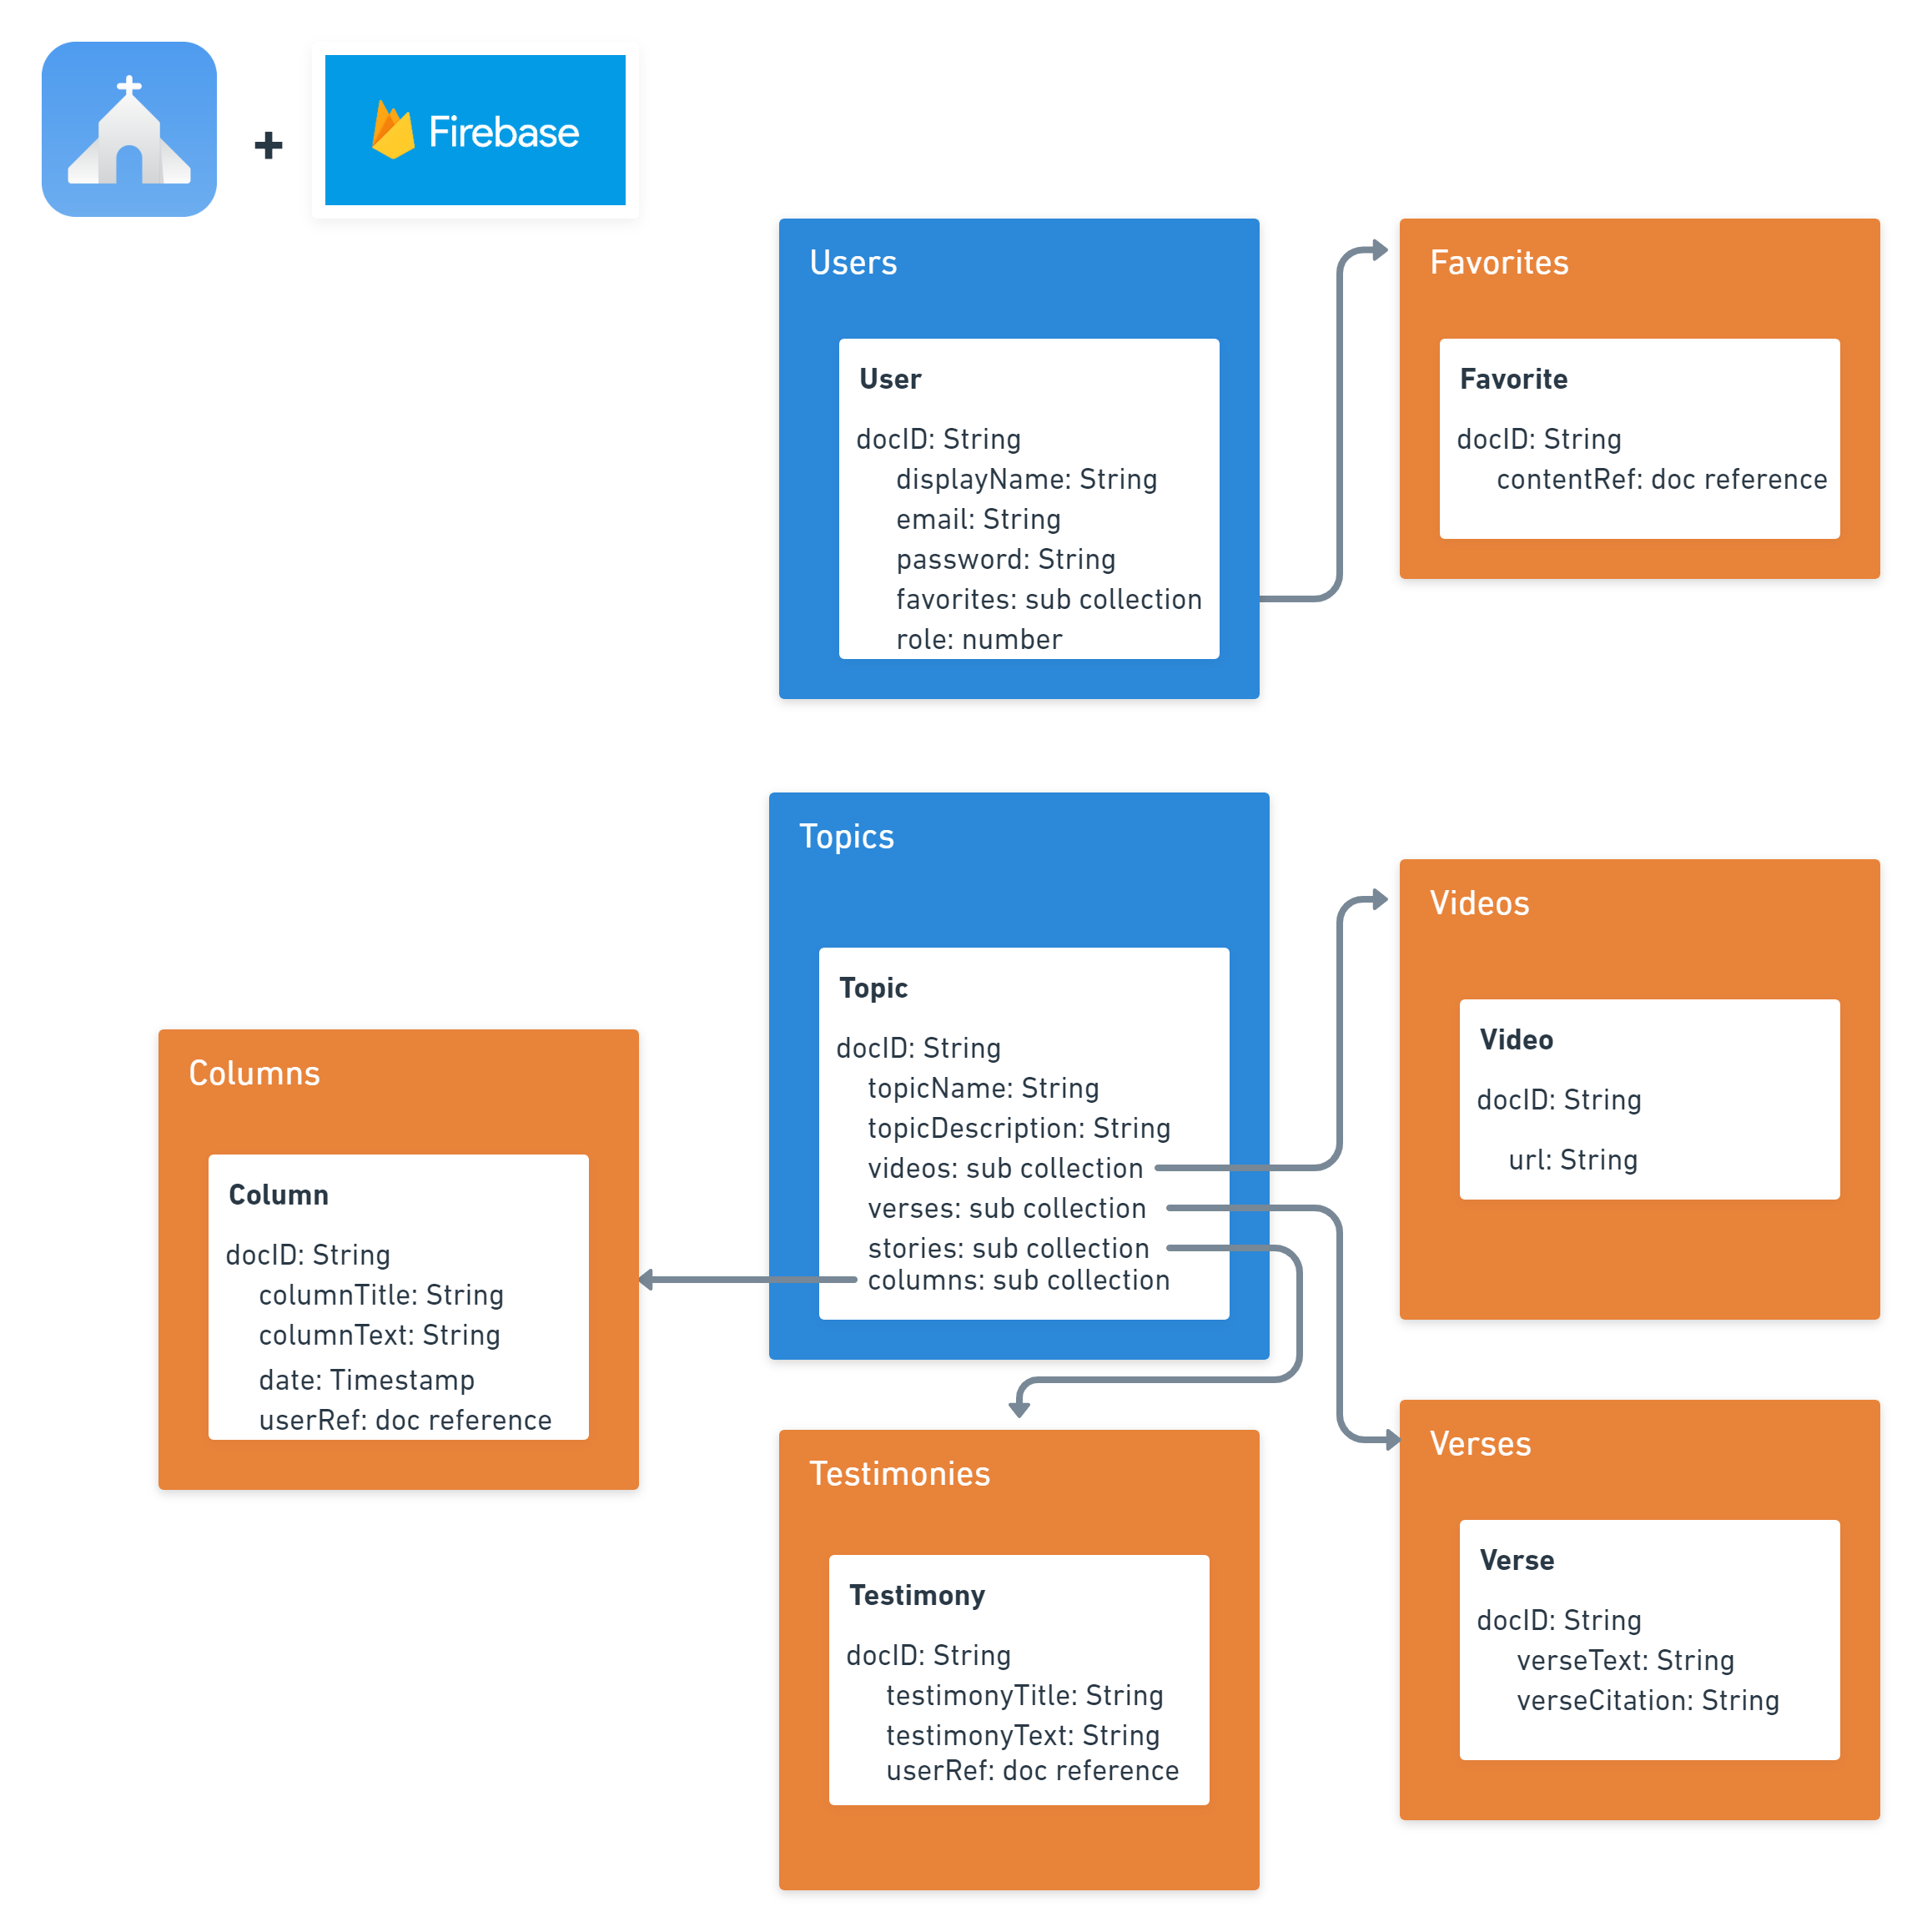 +
Firebase
Users
User
docID: String
displayName: String
email: String
password: String
favorites: sub collection
role: number
Favorites
Favorite
docID: String
contentRef: doc reference
Topics
Topic
docID: String
topicName: String
topicDescription: String
videos: sub collection
verses: sub collection
stories: sub collection
columns: sub collection
Videos
Video
docID: String
url: String
Columns
Column
docID: String
columnTitle: String
columnText: String
date: Timestamp
userRef: doc reference
Testimonies
Testimony
docID: String
testimonyTitle: String
testimonyText: String
userRef: doc reference
Verses
Verse
docID: String
verseText: String
verseCitation: String